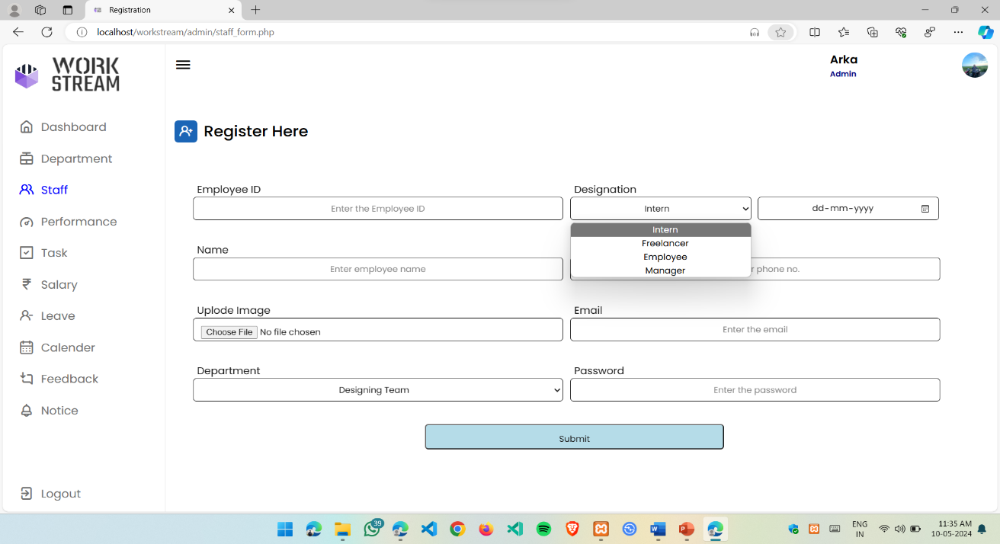 Registration
localhost/workstream/admin/staff_form.php
WORK
STREAM
Arka
Admin
Dashboard
Department
Staff
Performance
Task
Salary
Leave
Calender
Feedback
Notice
Logout
Register Here
Employee ID
Enter the Employee ID
Designation
Intern
dd-mm-yyyy
Intern
Freelancer
Employee
Manager
Name
Enter employee name
phone no.
Uplode Image
Choose File No file chosen
Email
Enter the email
Department
Designing Team
Password
Enter the password
Submit
39
ENG
IN
11:35 AM
10-05-2024